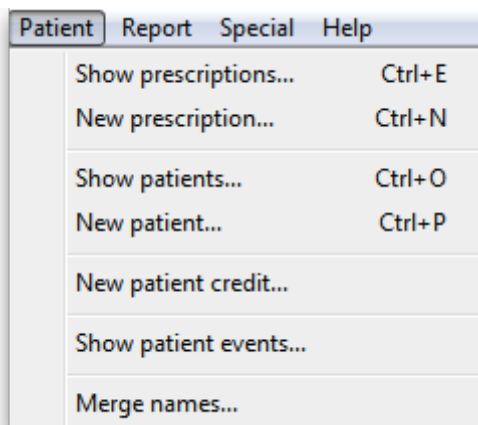 Patient Report Special Help
Show prescriptions... Ctrl+E
New prescription... Ctrl+N
Show patients... Ctrl+O
New patient... Ctrl+P
New patient credit...
Show patient events...
Merge names...